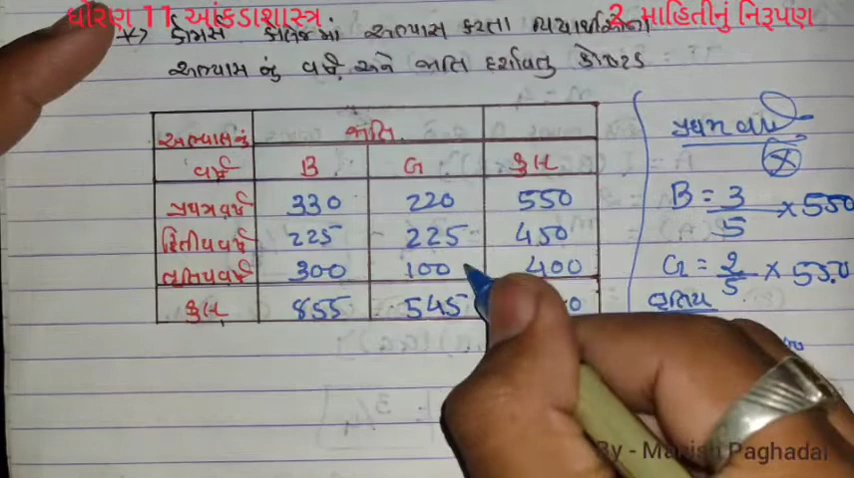 ધોરણ 11 આંકડાશાસ્ત્ર
2 માહિતીનું નિરૂપણ
કોમર્સ કોલેજમાં અભ્યાસ કરતા
અભ્યાસનું વર્ષ અને જાતિ દર્શાવતુ કોષ્ટક
અભ્યાસનું જાતિ
વર્ષ B G કુલ
પ્રથમવર્ષ 330 220 550
દ્વિતીયવર્ષ 225 225 450
તૃતિયવર્ષ 300 100 400
કુલ 855 545
પ્રથમ વર્ષ
B = 3/5 × 550
G = 2/5 × 550
તૃતિય
3/4
By - Manish Paghadar